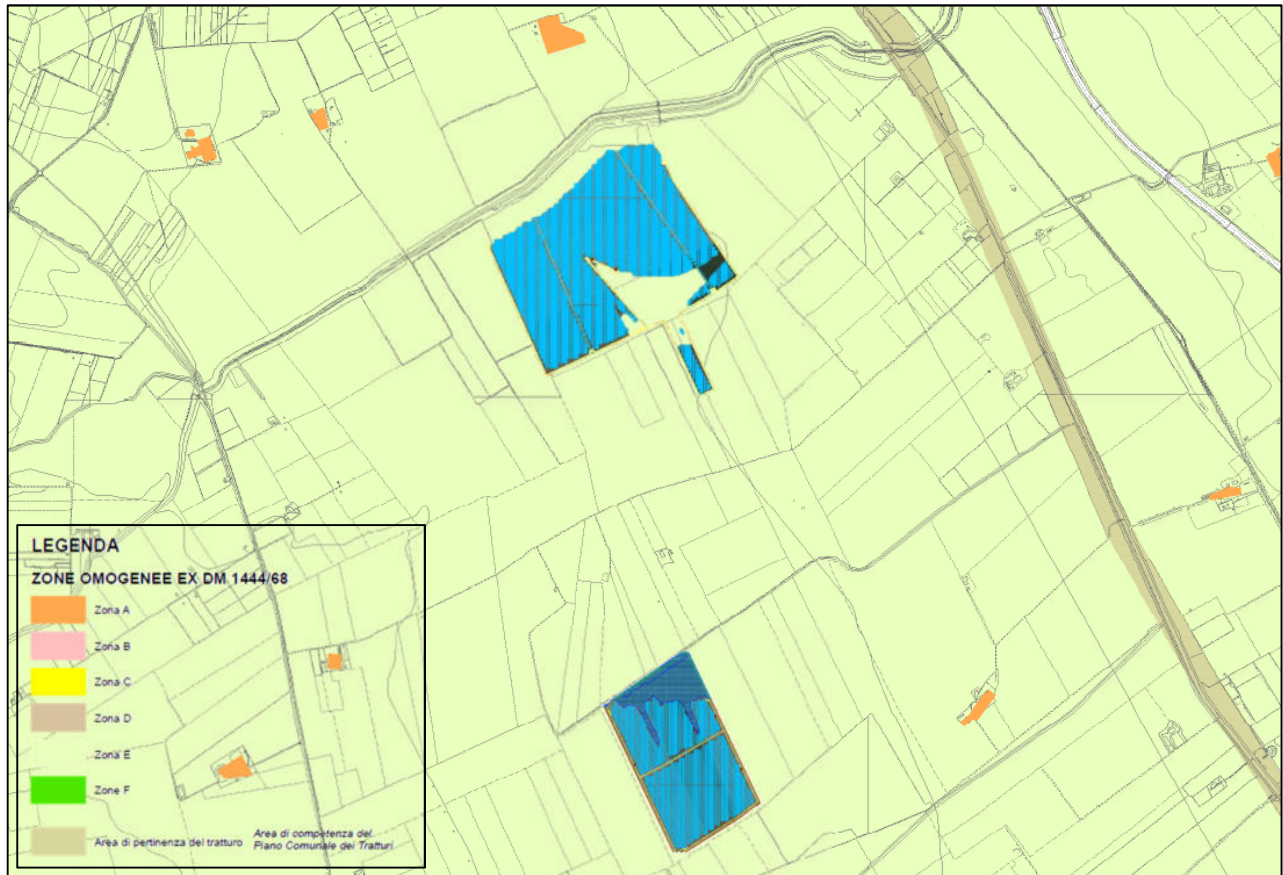 LEGENDA
ZONE OMOGENEE EX DM 1444/68
Zona A
Zona B
Zona C
Zona D
Zona E
Zone F
Area di pertinenza del tratturo
Area di competenza del
Piano Comunale dei Tratturi